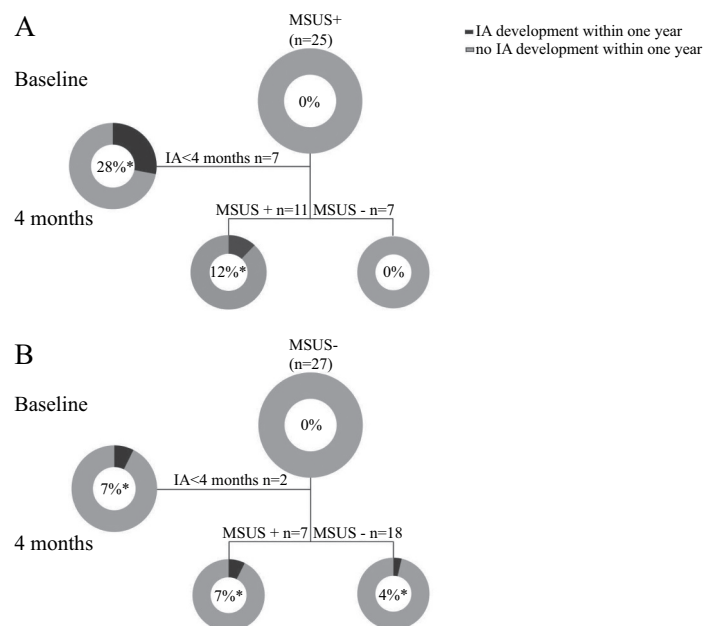 A
MSUS+
(n=25)
IA development within one year
no IA development within one year
Baseline
0%
28%*
IA<4 months n=7
4 months
MSUS + n=11
MSUS - n=7
12%*
0%
B
MSUS-
(n=27)
Baseline
0%
7%*
IA<4 months n=2
4 months
MSUS + n=7
MSUS - n=18
7%*
4%*